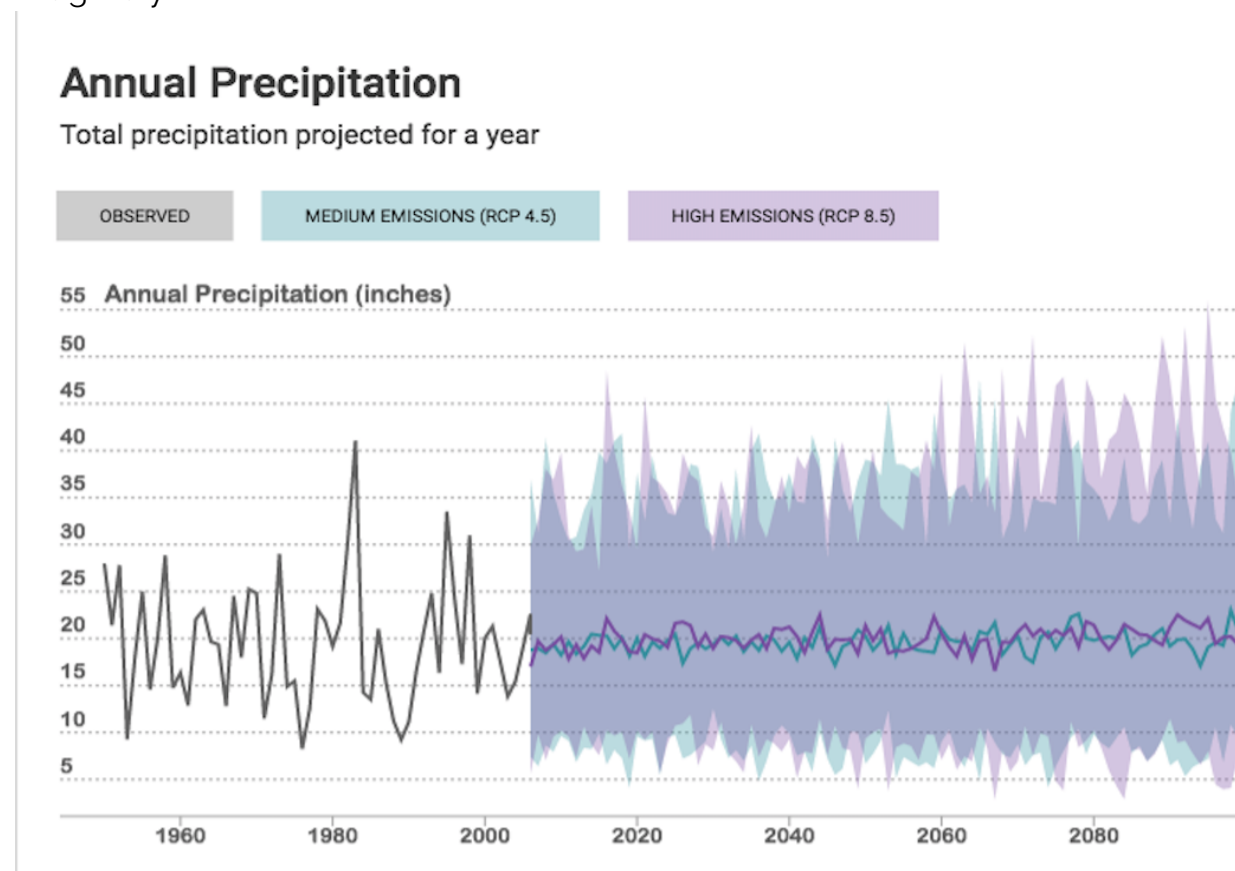 Annual Precipitation
Total precipitation projected for a year
OBSERVED MEDIUM EMISSIONS (RCP 4.5) HIGH EMISSIONS (RCP 8.5)
55 Annual Precipitation (inches)
50
45
40
35
30
25
20
15
10
5
1960 1980 2000 2020 2040 2060 2080